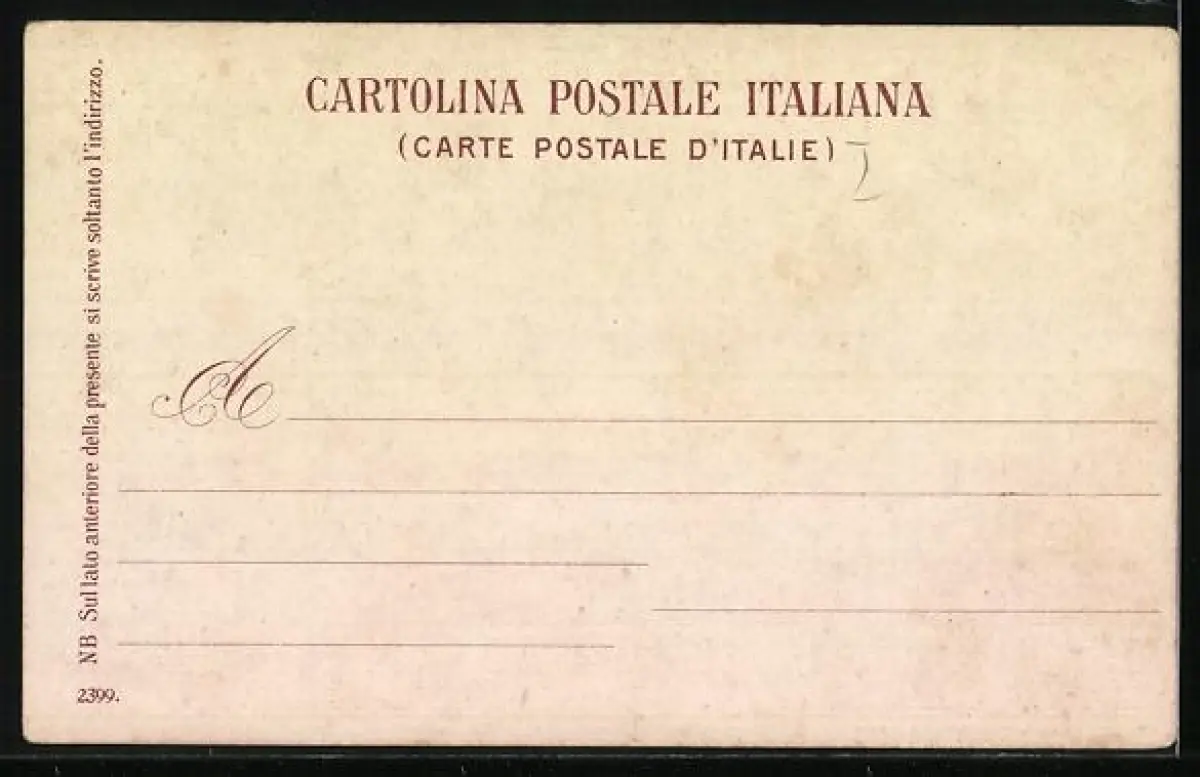 CARTOLINA POSTALE ITALIANA
(CARTE POSTALE D'ITALIE)
A
NB Sul lato anteriore della presente si scrive soltanto l'indirizzo.
2399.